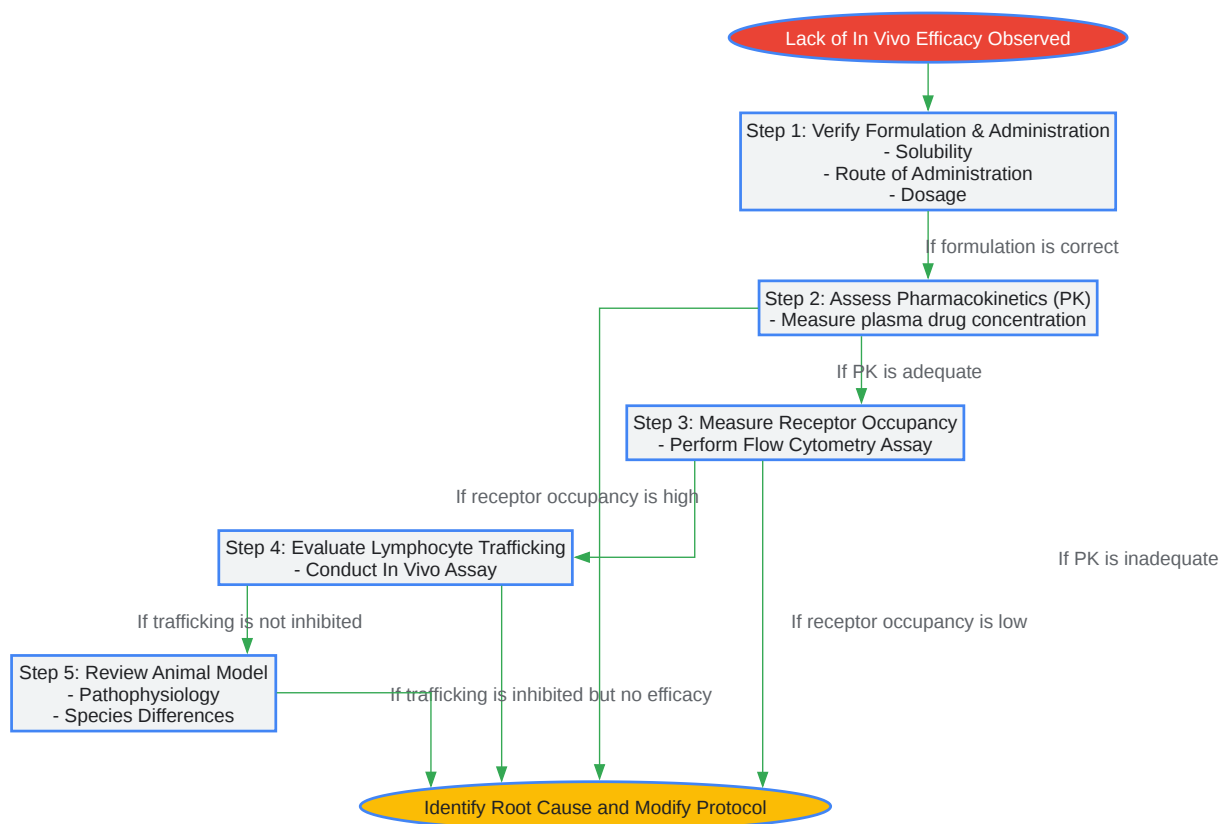 Lack of In Vivo Efficacy Observed
Step 1: Verify Formulation & Administration
- Solubility
- Route of Administration
- Dosage
If formulation is correct
Step 2: Assess Pharmacokinetics (PK)
- Measure plasma drug concentration
If PK is adequate
Step 3: Measure Receptor Occupancy
- Perform Flow Cytometry Assay
If receptor occupancy is high
Step 4: Evaluate Lymphocyte Trafficking
- Conduct In Vivo Assay
If PK is inadequate
If trafficking is not inhibited
If receptor occupancy is low
Step 5: Review Animal Model
- Pathophysiology
- Species Differences
If trafficking is inhibited but no efficacy
Identify Root Cause and Modify Protocol